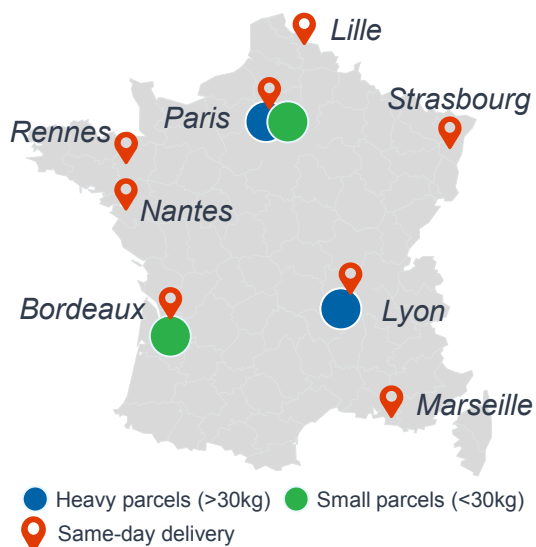 Lille
Strasbourg
Paris
Rennes
Nantes
Bordeaux
Lyon
Marseille
Heavy parcels (>30kg)
Small parcels (<30kg)
Same-day delivery